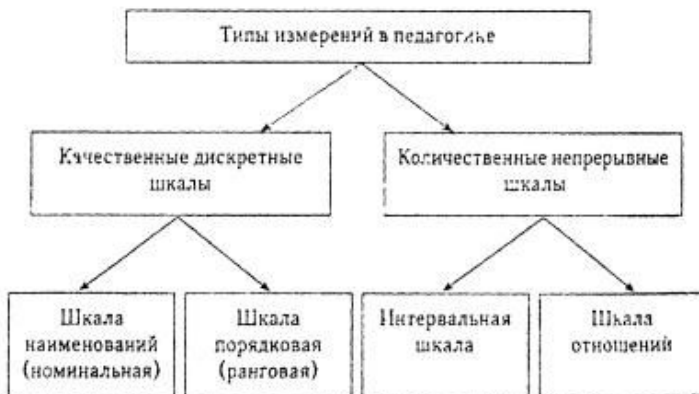 Типы измерений в педагогике
Качественные дискретные
шкалы
Количественные непрерывные
шкалы
Шкала
наименований
(номинальная)
Шкала
порядковая
(ранговая)
Интервальная
шкала
Шкала
отношений